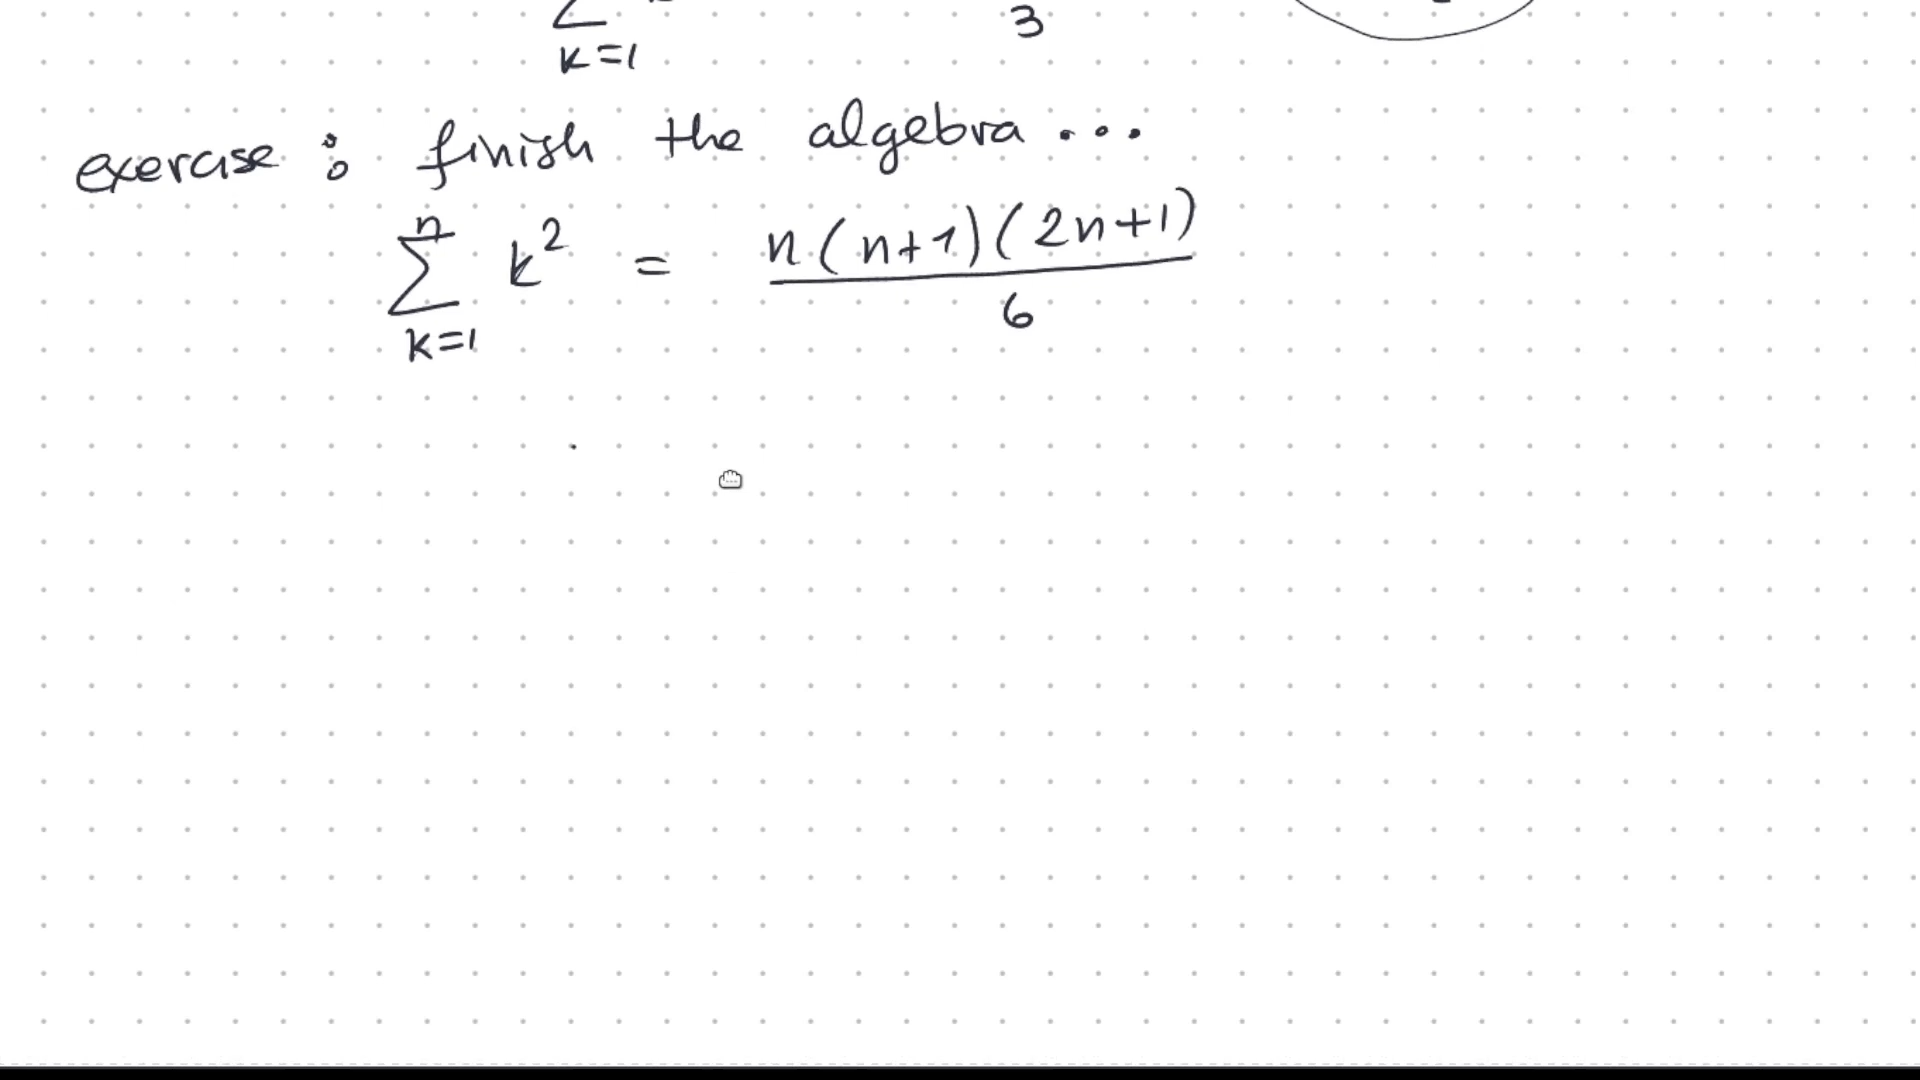 ∑ 3
k=1
exercise : finish the algebra ...
n
∑ k² = n(n+1)(2n+1) / 6
k=1